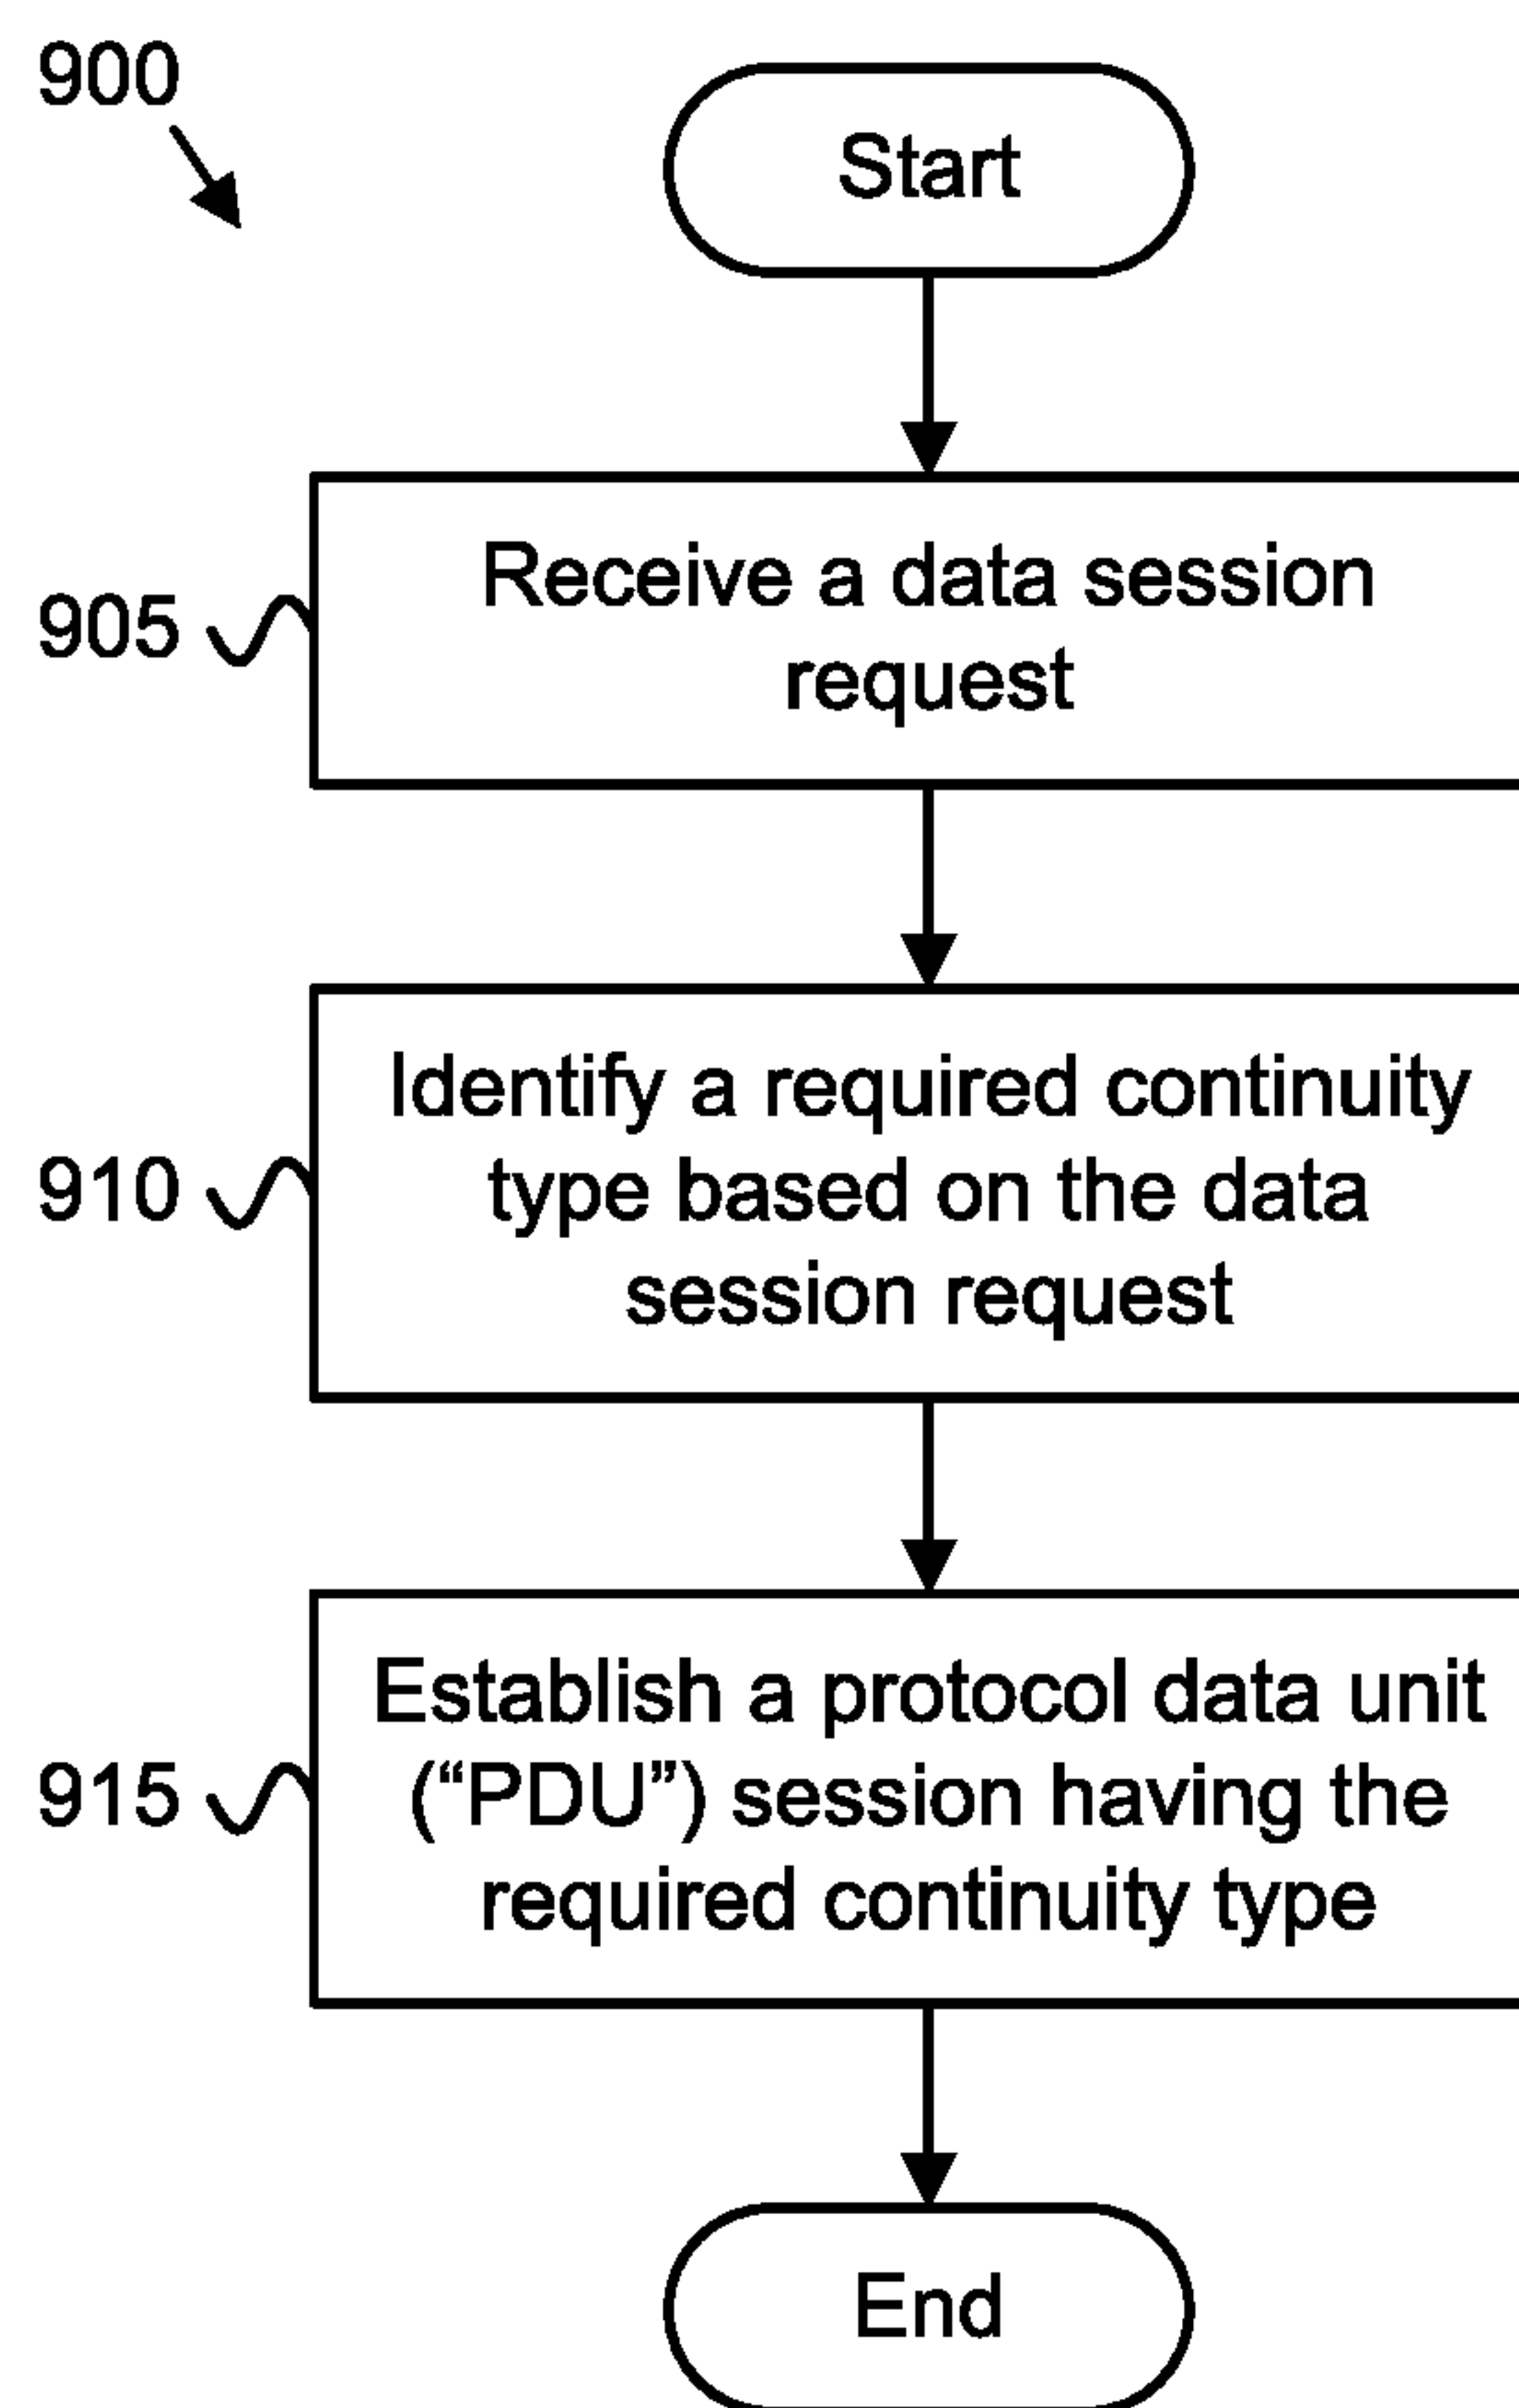 900
Start
905
Receive a data session
request
910
Identify a required continuity
type based on the data
session request
915
Establish a protocol data unit
(“PDU”) session having the
required continuity type
End